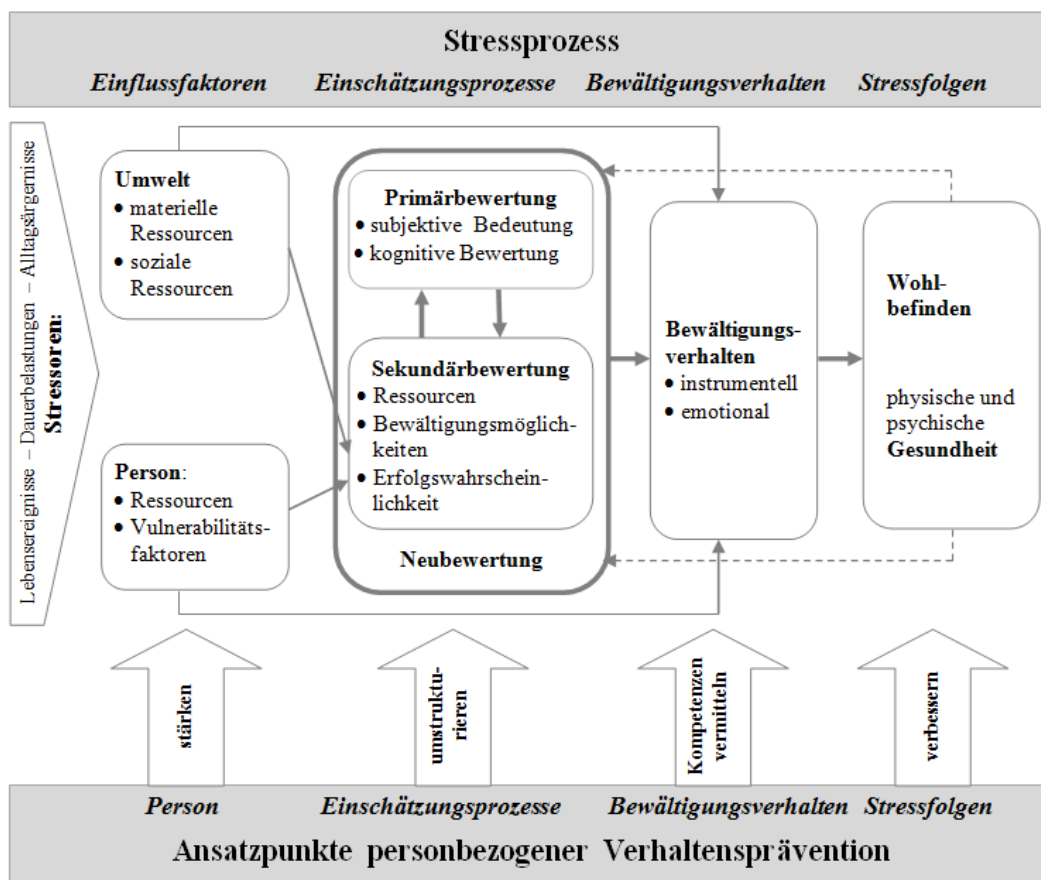 Stressprozess
Einflussfaktoren Einschätzungsprozesse Bewältigungsverhalten Stressfolgen
Lebensereignisse – Dauerbelastungen – Alltagsärgernisse
Stressoren:
Umwelt
• materielle
Ressourcen
• soziale
Ressourcen
Person:
• Ressourcen
• Vulnerabilitäts-
faktoren
Primärbewertung
• subjektive Bedeutung
• kognitive Bewertung
Sekundärbewertung
• Ressourcen
• Bewältigungsmöglich-
keiten
• Erfolgswahrschein-
lichkeit
Neubewertung
Bewältigungs-
verhalten
• instrumentell
• emotional
Wohl-
befinden
physische und
psychische
Gesundheit
stärken
umstruktu-
rieren
Kompetenzen
vermitteln
verbessern
Person Einschätzungsprozesse Bewältigungsverhalten Stressfolgen
Ansatzpunkte personbezogener Verhaltensprävention